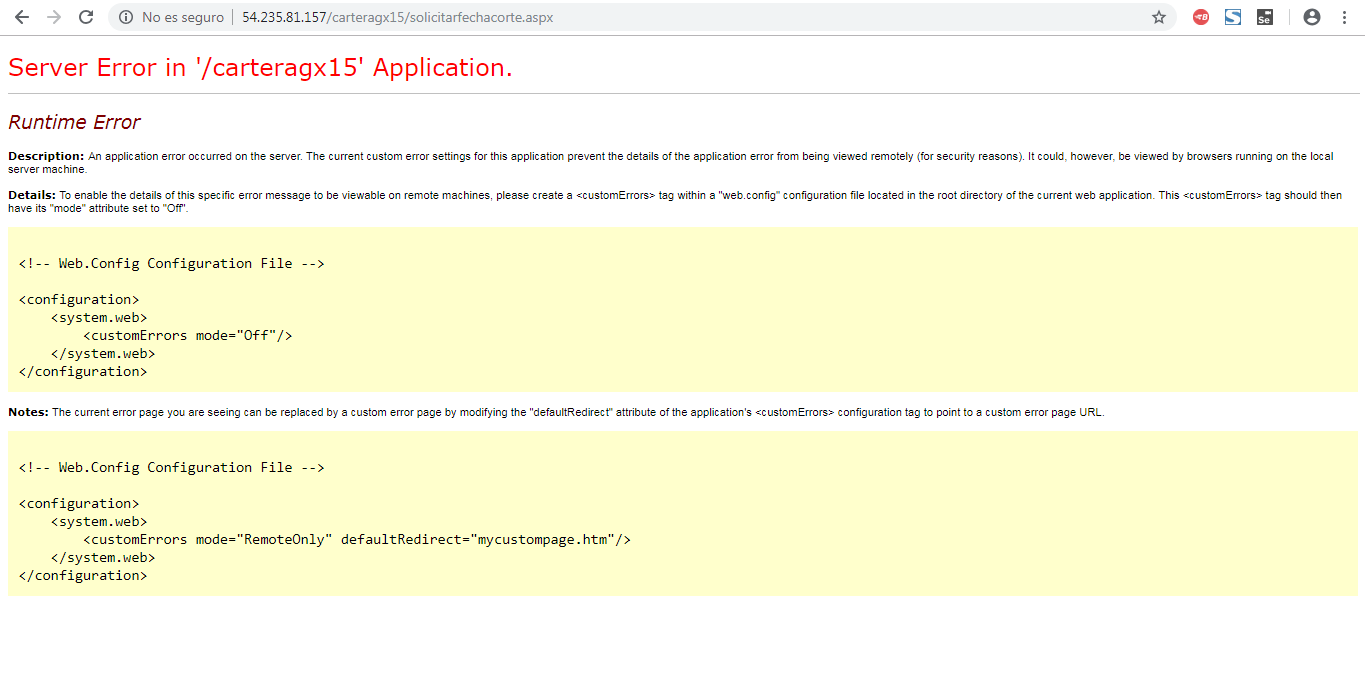 No es seguro 54.235.81.157/carteragx15/solicitarfechacorte.aspx
Server Error in '/carteragx15' Application.
Runtime Error
Description: An application error occurred on the server. The current custom error settings for this application prevent the details of the application error from being viewed remotely (for security reasons). It could, however, be viewed by browsers running on the local
server machine.
Details: To enable the details of this specific error message to be viewable on remote machines, please create a <customErrors> tag within a "web.config" configuration file located in the root directory of the current web application. This <customErrors> tag should then
have its "mode" attribute set to "Off".
<!-- Web.Config Configuration File -->
<configuration>
    <system.web>
        <customErrors mode="Off"/>
    </system.web>
</configuration>
Notes: The current error page you are seeing can be replaced by a custom error page by modifying the "defaultRedirect" attribute of the application's <customErrors> configuration tag to point to a custom error page URL.
<!-- Web.Config Configuration File -->
<configuration>
    <system.web>
        <customErrors mode="RemoteOnly" defaultRedirect="mycustompage.htm"/>
    </system.web>
</configuration>